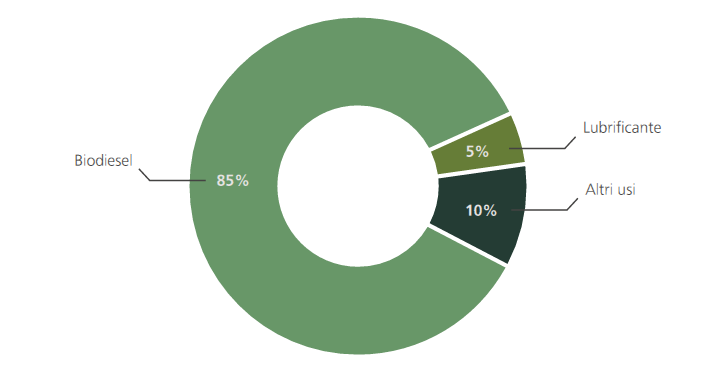 Lubrificante
5%
Biodiesel
85%
Altri usi
10%